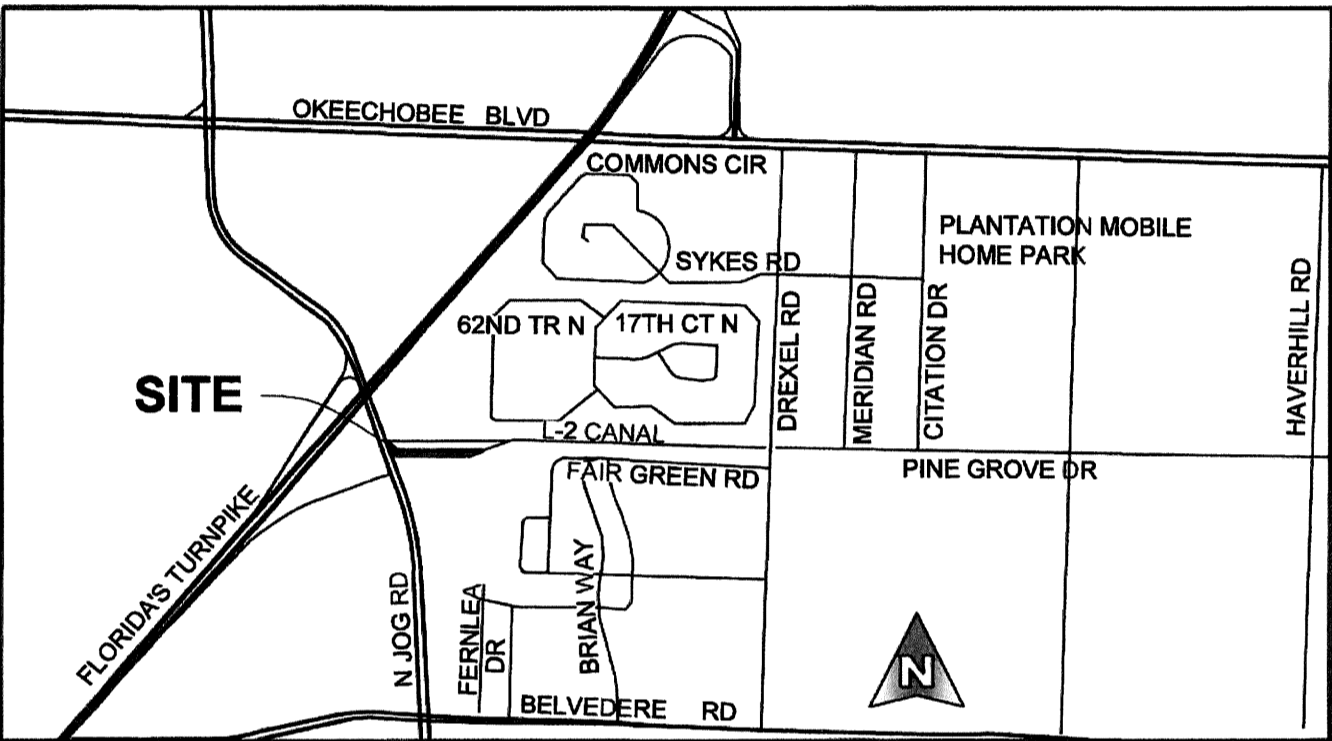 OKEECHOBEE BLVD
COMMONS CIR
PLANTATION MOBILE
HOME PARK
SYKES RD
62ND TR N
17TH CT N
DREXEL RD
MERIDIAN RD
CITATION DR
HAVERHILL RD
SITE
L-2 CANAL
FAIR GREEN RD
PINE GROVE DR
FLORIDA'S TURNPIKE
N JOG RD
FERNLEA
DR
BRIAN WAY
N
BELVEDERE RD